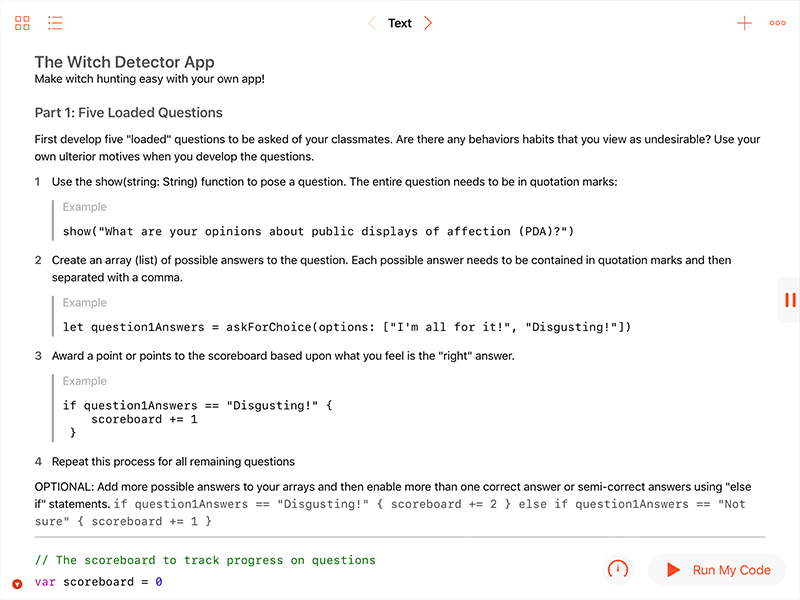 Text
The Witch Detector App
Make witch hunting easy with your own app!
Part 1: Five Loaded Questions
First develop five "loaded" questions to be asked of your classmates. Are there any behaviors habits that you view as undesirable? Use your
own ulterior motives when you develop the questions.
1 Use the show(string: String) function to pose a question. The entire question needs to be in quotation marks:
Example
show("What are your opinions about public displays of affection (PDA)?")
2 Create an array (list) of possible answers to the question. Each possible answer needs to be contained in quotation marks and then
separated with a comma.
Example
let question1Answers = askForChoice(options: ["I'm all for it!", "Disgusting!"])
3 Award a point or points to the scoreboard based upon what you feel is the "right" answer.
Example
if question1Answers == "Disgusting!" {
scoreboard += 1
}
4 Repeat this process for all remaining questions
OPTIONAL: Add more possible answers to your arrays and then enable more than one correct answer or semi-correct answers using "else
if" statements. if question1Answers == "Disgusting!" { scoreboard += 2 } else if question1Answers == "Not
sure" { scoreboard += 1 }
// The scoreboard to track progress on questions
var scoreboard = 0
Run My Code